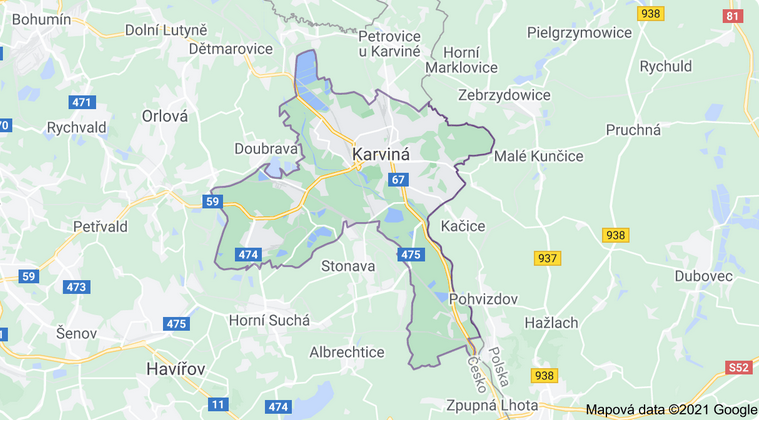 Bohumín
938
81
Dolní Lutyně
Pielgrzymowice
Petrovice
u Karviné
Dětmarovice
Horní
Marklovice
Rychuld
471
Zebrzydowice
Orlová
Rychvald
Pruchná
Doubrava
Karviná
Malé Kunčice
67
59
Petřvald
Kačice
938
474
475
937
Stonava
59
473
Dubovec
Pohvizdov
Horní Suchá
475
Hažlach
Šenov
Albrechtice
Havířov
Česko
Polska
938
S52
11
474
Zpupná Lhota
Mapová data ©2021 Google